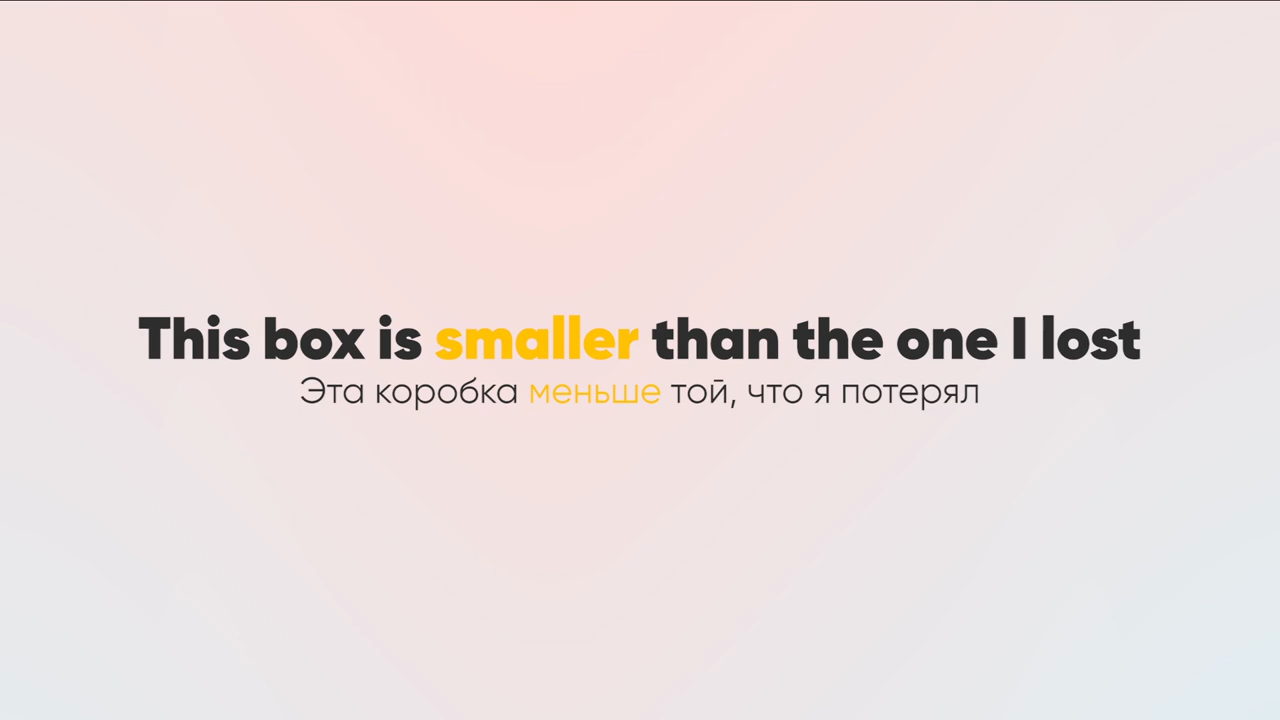 This box is smaller than the one I lost
Эта коробка меньше той, что я потерял